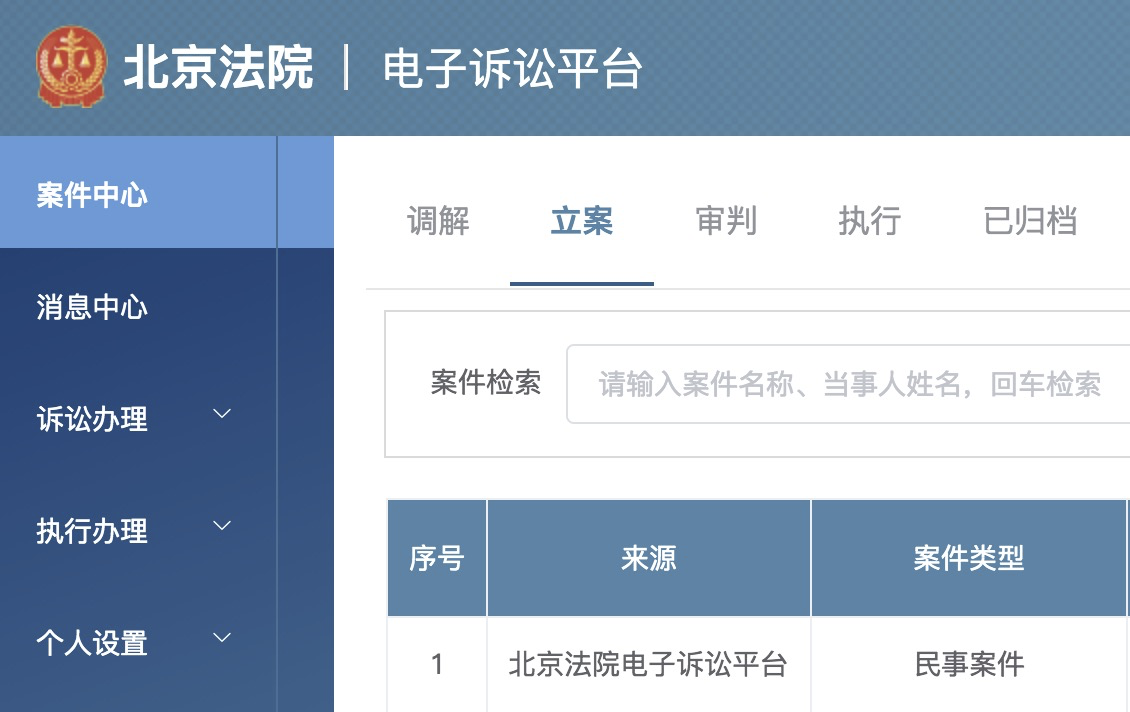 北京法院 | 电子诉讼平台
案件中心
消息中心
诉讼办理
执行办理
个人设置
调解 立案 审判 执行 已归档
案件检索 请输入案件名称、当事人姓名，回车检索
序号 来源 案件类型
1 北京法院电子诉讼平台 民事案件